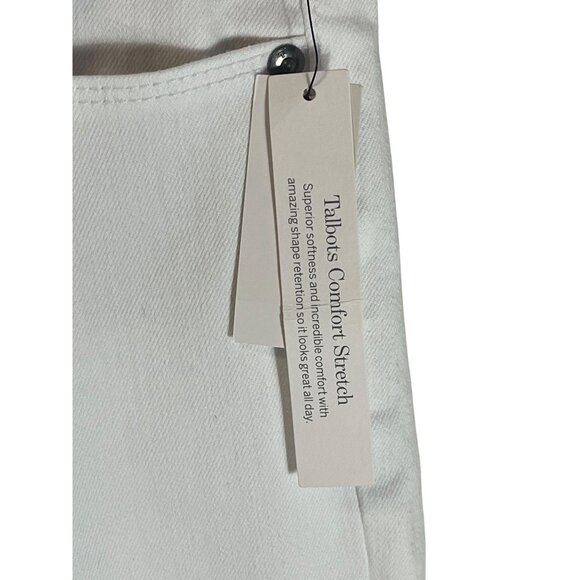 Talbots Comfort Stretch
Superior softness and incredible comfort with
amazing shape retention so it looks great all day.